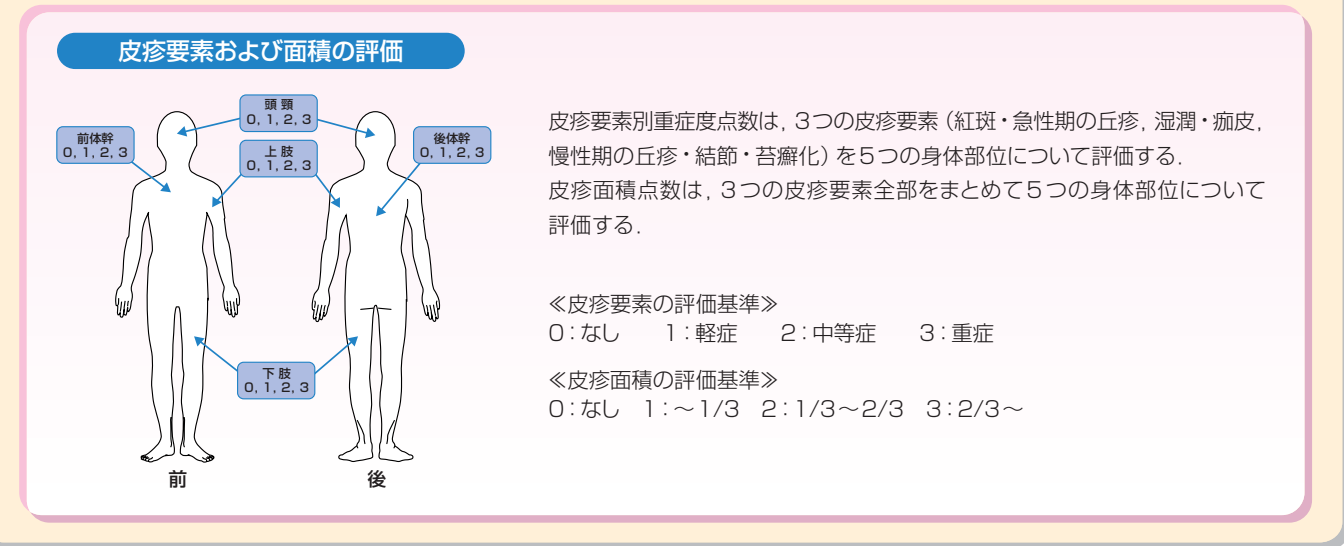 皮疹要素および面積の評価
頭 頸
0, 1, 2, 3
前体幹
0, 1, 2, 3
上 肢
0, 1, 2, 3
後体幹
0, 1, 2, 3
下 肢
0, 1, 2, 3
前
後
皮疹要素別重症度点数は, 3つの皮疹要素（紅斑・急性期の丘疹, 湿潤・痂皮,
慢性期の丘疹・結節・苔癬化）を5つの身体部位について評価する.
皮疹面積点数は, 3つの皮疹要素全部をまとめて5つの身体部位について
評価する.
≪皮疹要素の評価基準≫
0：なし　1：軽症　2：中等症　3：重症
≪皮疹面積の評価基準≫
0：なし　1：～1/3　2：1/3～2/3　3：2/3～